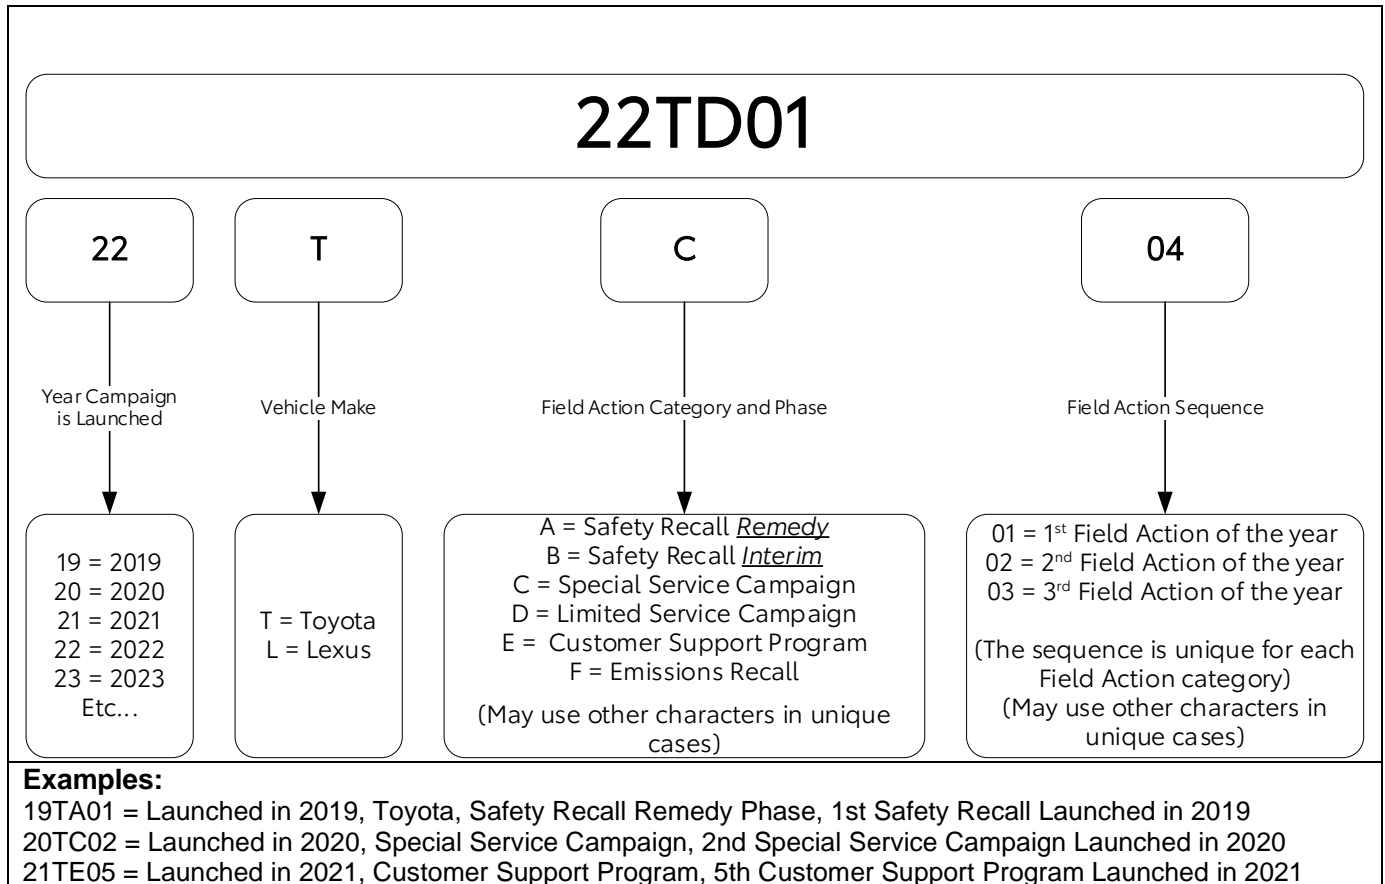 22TD01
22
T
C
04
Year Campaign
is Launched
Vehicle Make
Field Action Category and Phase
Field Action Sequence
19 = 2019
20 = 2020
21 = 2021
22 = 2022
23 = 2023
Etc...
T = Toyota
L = Lexus
A = Safety Recall Remedy
B = Safety Recall Interim
C = Special Service Campaign
D = Limited Service Campaign
E = Customer Support Program
F = Emissions Recall
(May use other characters in unique
cases)
01 = 1st Field Action of the year
02 = 2nd Field Action of the year
03 = 3rd Field Action of the year
(The sequence is unique for each
Field Action category)
(May use other characters in
unique cases)
Examples:
19TA01 = Launched in 2019, Toyota, Safety Recall Remedy Phase, 1st Safety Recall Launched in 2019
20TC02 = Launched in 2020, Special Service Campaign, 2nd Special Service Campaign Launched in 2020
21TE05 = Launched in 2021, Customer Support Program, 5th Customer Support Program Launched in 2021